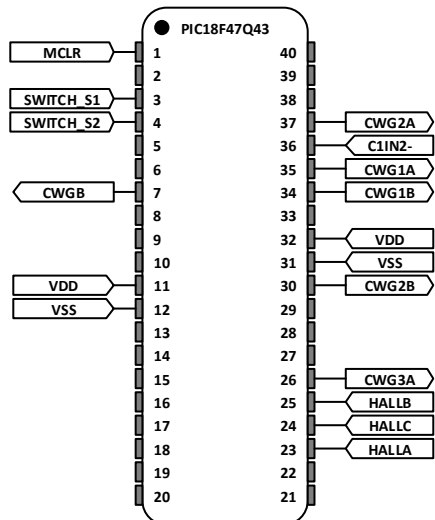 PIC18F47Q43
MCLR 1 40
2 39
SWITCH_S1 3 38
SWITCH_S2 4 37 CWG2A
5 36 C1IN2-
6 35 CWG1A
CWGB 7 34 CWG1B
8 33
9 32 VDD
10 31 VSS
VDD 11 30 CWG2B
VSS 12 29
13 28
14 27
15 26 CWG3A
16 25 HALLB
17 24 HALLC
18 23 HALLA
19 22
20 21